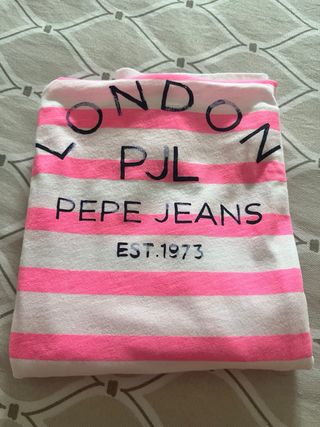 LONDON
PJL
PEPE JEANS
EST.1973